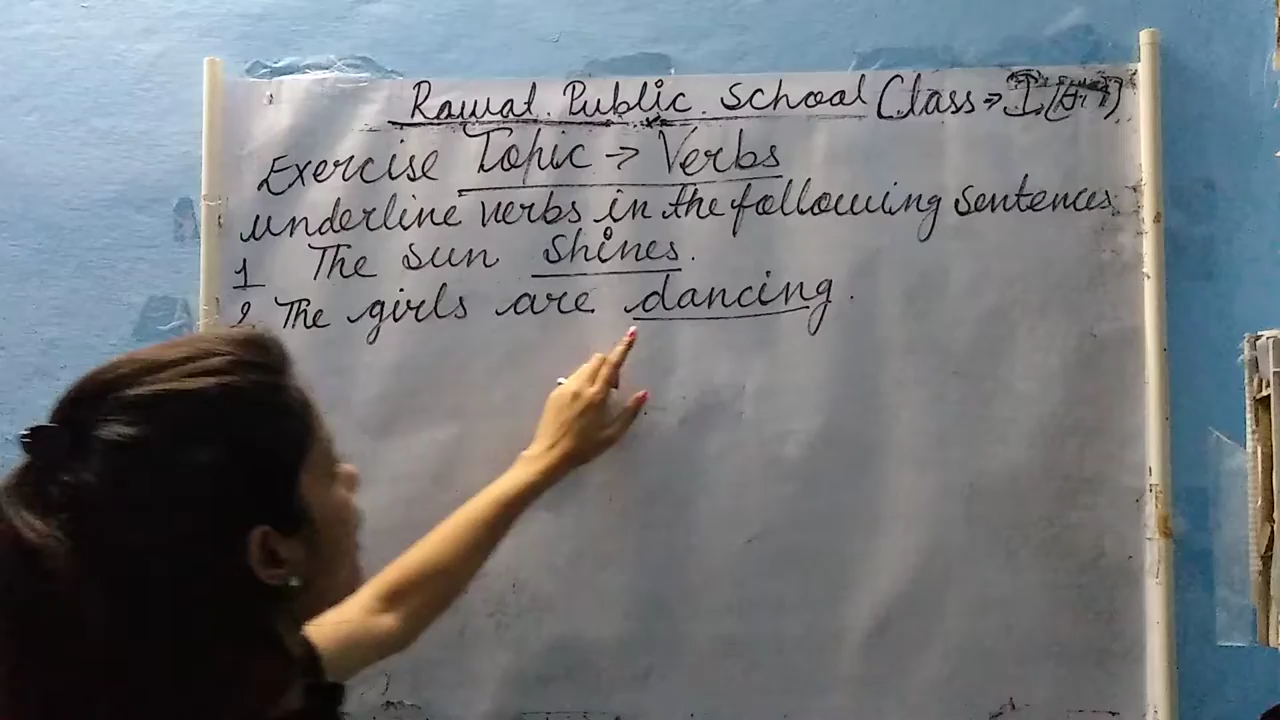 Rawat. Public. School Class → I
Exercise Topic → Verbs
underline verbs in the following sentences.
1 The sun shines.
2 The girls are dancing.